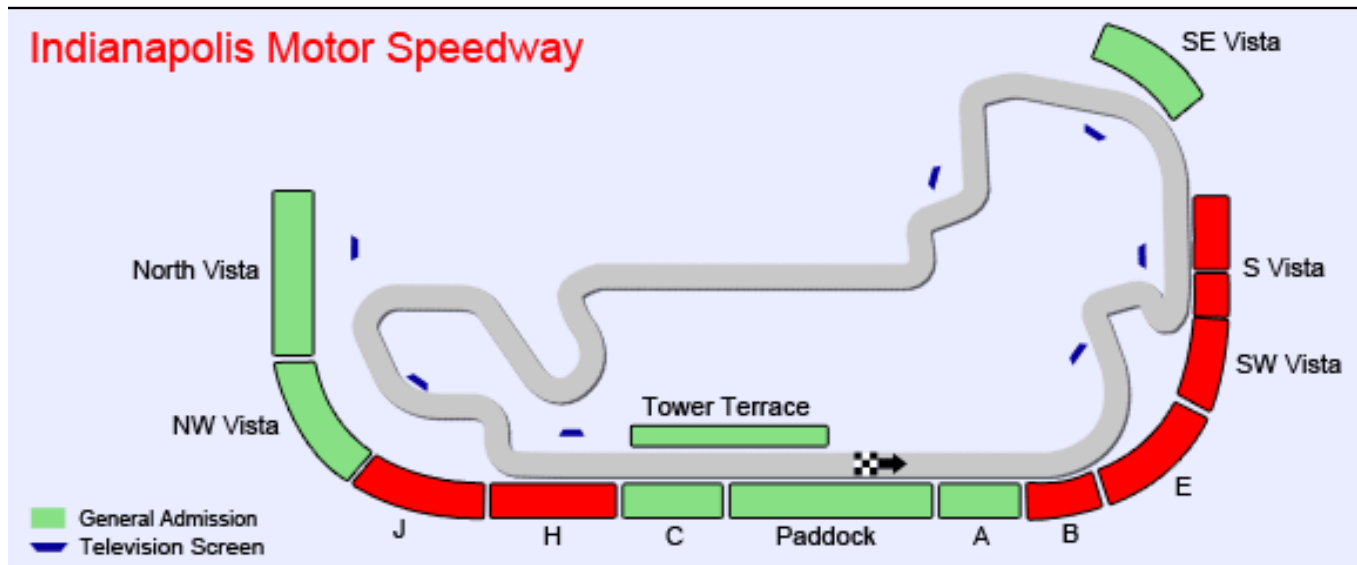 Indianapolis Motor Speedway
SE Vista
North Vista
S Vista
SW Vista
Tower Terrace
NW Vista
E
General Admission
Television Screen
J
H
C
Paddock
A
B